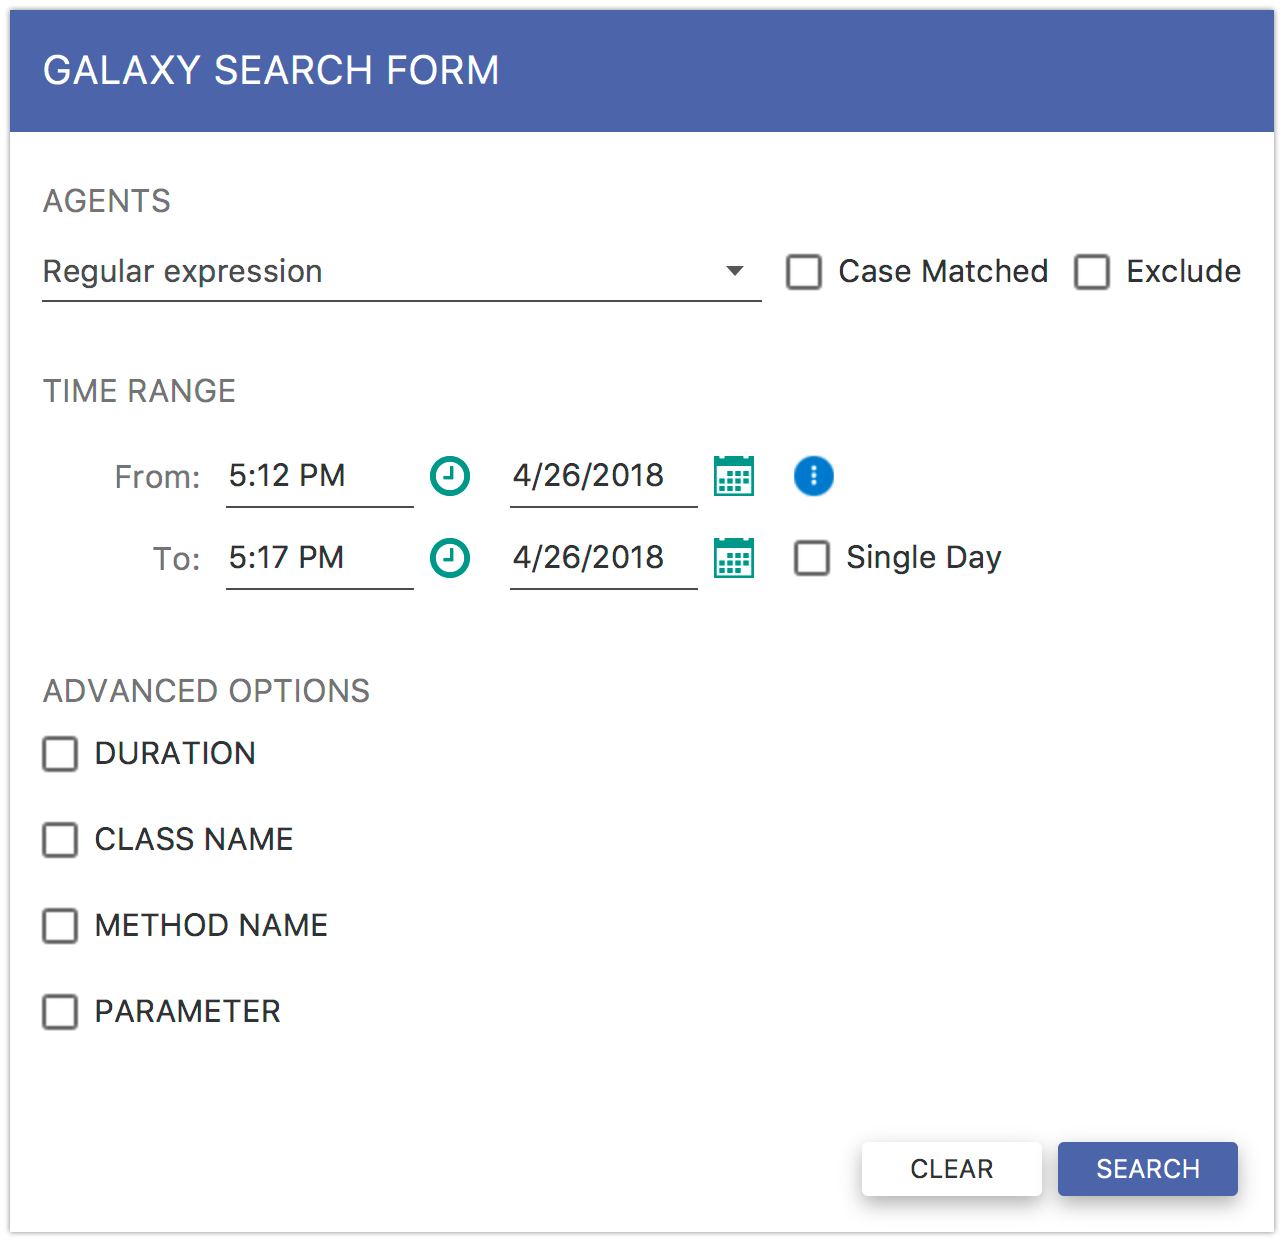 GALAXY SEARCH FORM
AGENTS
Regular expression Case Matched Exclude
TIME RANGE
From: 5:12 PM 4/26/2018
To: 5:17 PM 4/26/2018 Single Day
ADVANCED OPTIONS
DURATION
CLASS NAME
METHOD NAME
PARAMETER
CLEAR SEARCH